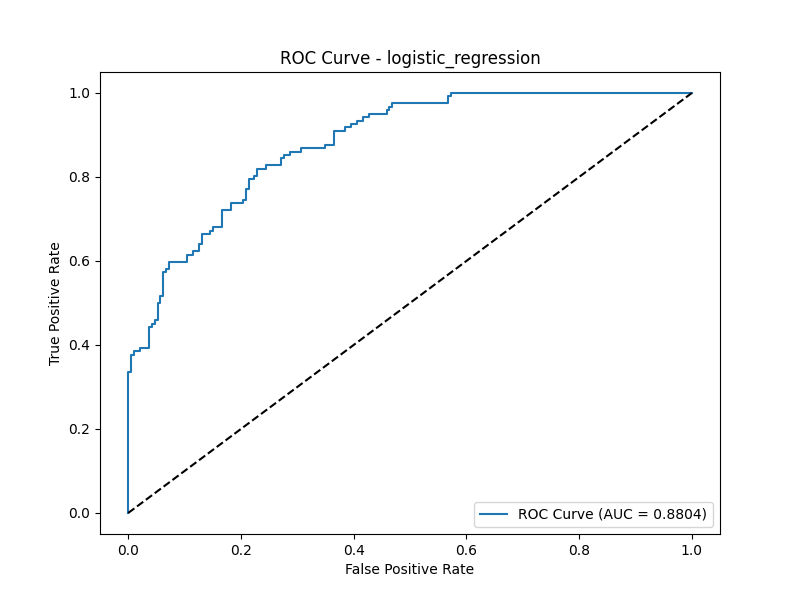 ROC Curve - logistic_regression
True Positive Rate
1.0
0.8
0.6
0.4
0.2
0.0
ROC Curve (AUC = 0.8804)
0.0 0.2 0.4 0.6 0.8 1.0
False Positive Rate